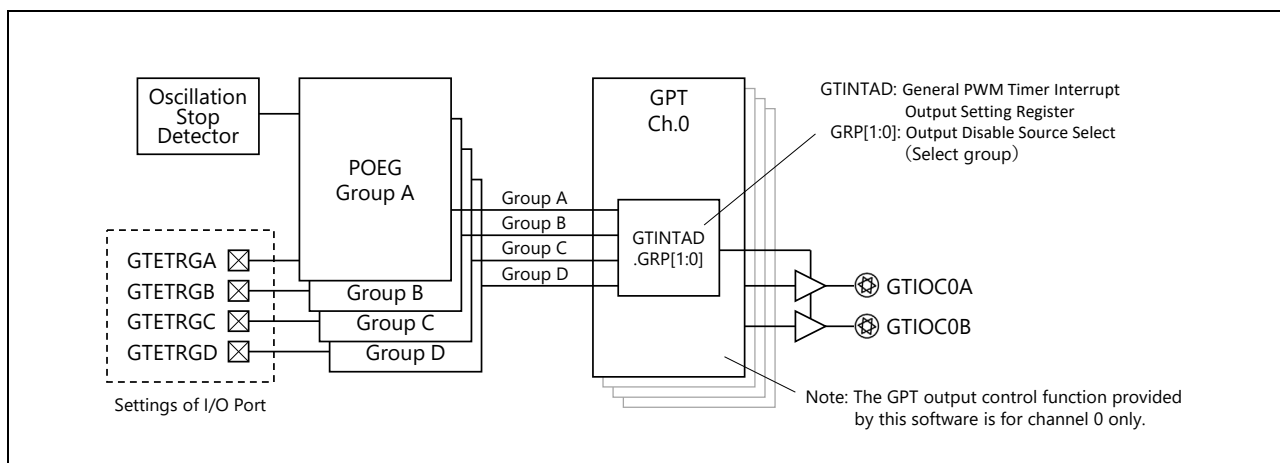 Oscillation
Stop
Detector
POEG
Group A
Group B
Group C
Group D
GTETRGA
GTETRGB
GTETRGC
GTETRGD
Settings of I/O Port
Group A
Group B
Group C
Group D
GPT
Ch.0
GTINTAD
.GRP[1:0]
GTINTAD: General PWM Timer Interrupt
Output Setting Register
GRP[1:0]: Output Disable Source Select
(Select group)
GTIOC0A
GTIOC0B
Note: The GPT output control function provided
by this software is for channel 0 only.